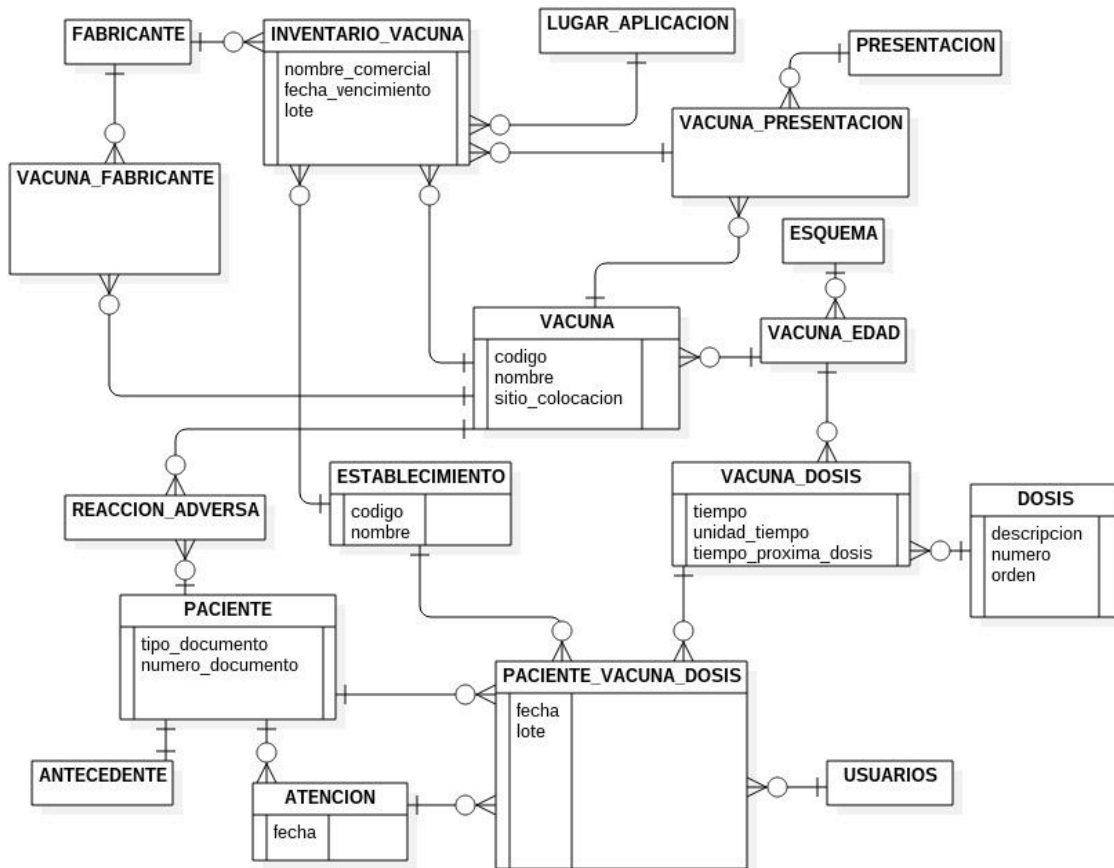 FABRICANTE
INVENTARIO_VACUNA
nombre_comercial
fecha_vencimiento
lote
LUGAR_APLICACION
PRESENTACION
VACUNA_PRESENTACION
VACUNA_FABRICANTE
ESQUEMA
VACUNA
codigo
nombre
sitio_colocacion
VACUNA_EDAD
ESTABLECIMIENTO
codigo
nombre
VACUNA_DOSIS
tiempo
unidad_tiempo
tiempo_proxima_dosis
DOSIS
descripcion
numero
orden
REACCION_ADVERSA
PACIENTE
tipo_documento
numero_documento
PACIENTE_VACUNA_DOSIS
fecha
lote
ANTECEDENTE
ATENCION
fecha
USUARIOS